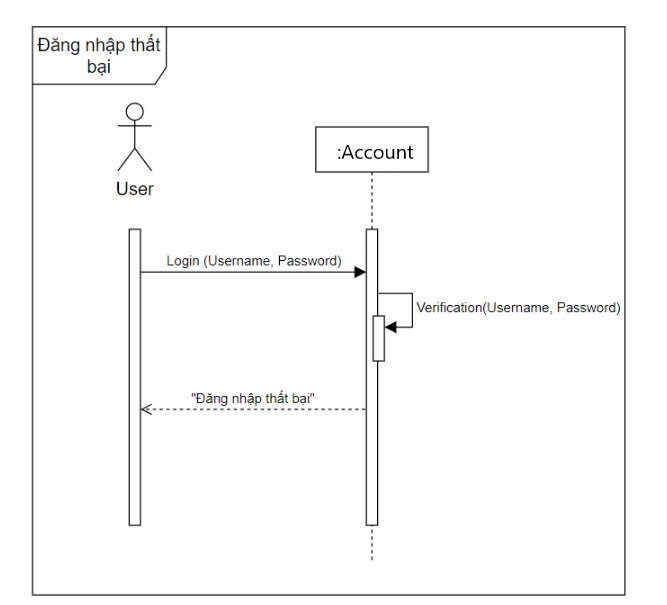 Đăng nhập thất
bại
User
:Account
Login (Username, Password)
Verification(Username, Password)
"Đăng nhập thất bại"